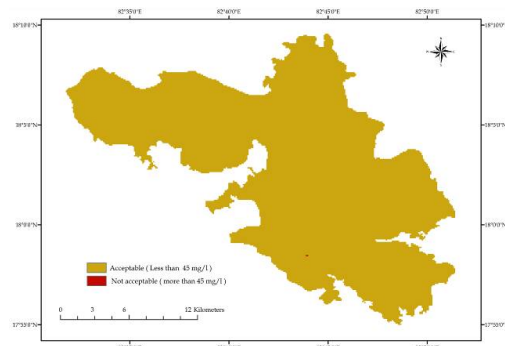 82°35'0"E 82°40'0"E 82°45'0"E 82°50'0"E
18°10'0"N 18°10'0"N
18°5'0"N 18°5'0"N
18°0'0"N 18°0'0"N
Acceptable ( Less than 45 mg/l )
Not acceptable ( more than 45 mg/l )
0 3 6 12 Kilometers
17°55'0"N 17°55'0"N